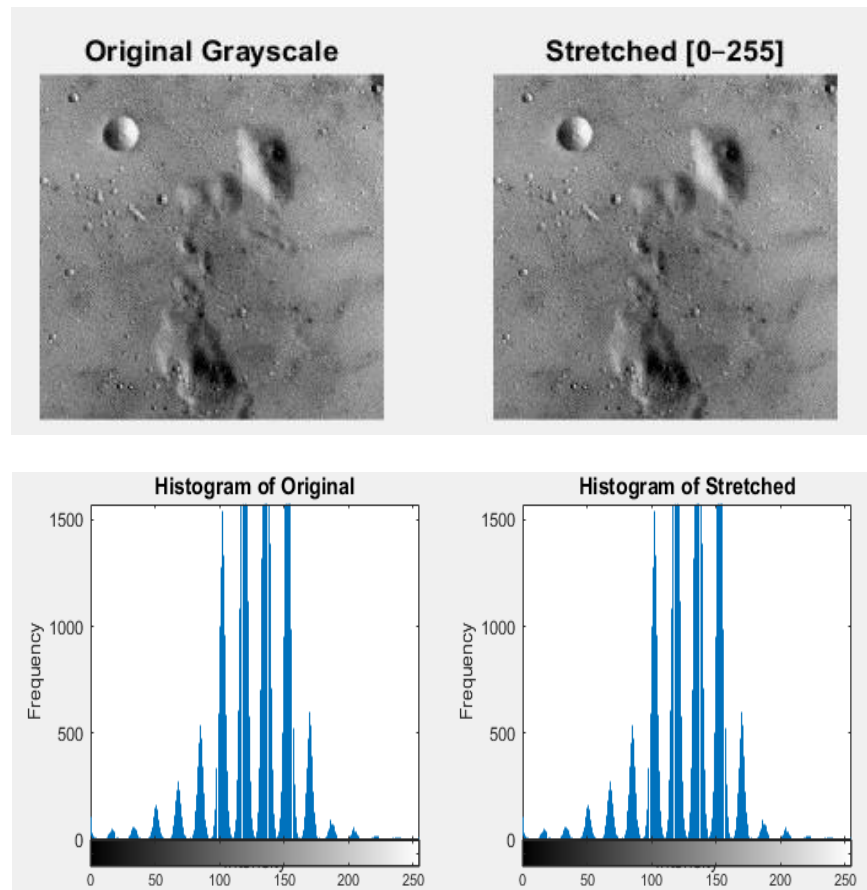 Original Grayscale
Stretched [0–255]
Histogram of Original
1500
1000
500
0
Frequency
0 50 100 150 200 250
Histogram of Stretched
1500
1000
500
0
Frequency
0 50 100 150 200 250